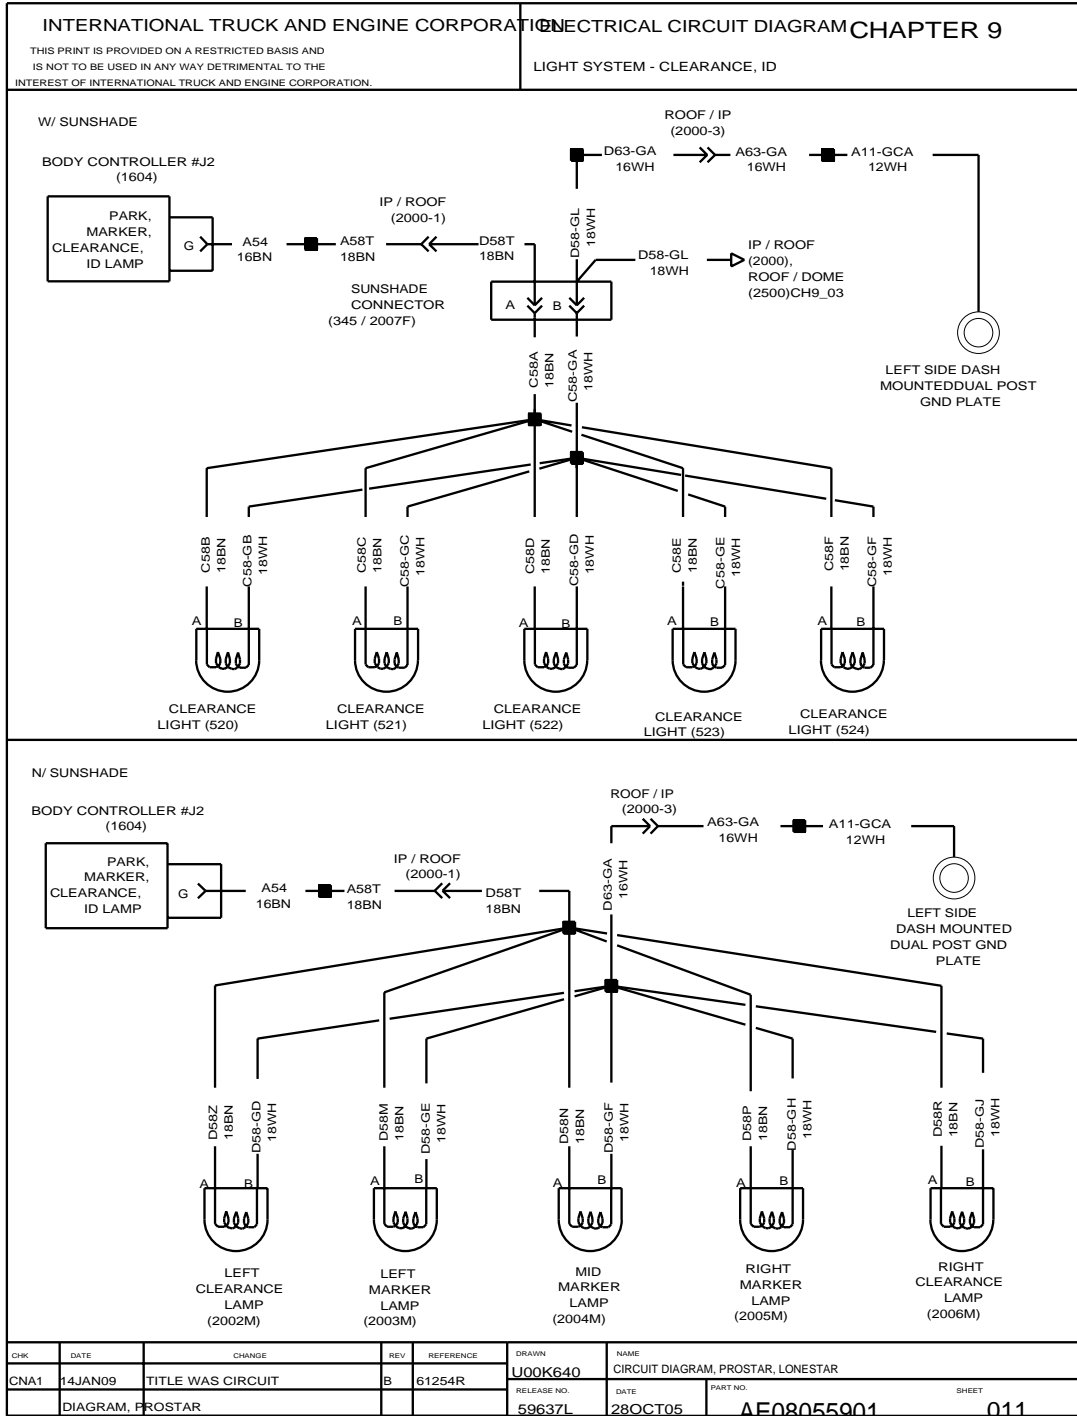 INTERNATIONAL TRUCK AND ENGINE CORPORATION
ELECTRICAL CIRCUIT DIAGRAM CHAPTER 9
THIS PRINT IS PROVIDED ON A RESTRICTED BASIS AND
IS NOT TO BE USED IN ANY WAY DETRIMENTAL TO THE
INTEREST OF INTERNATIONAL TRUCK AND ENGINE CORPORATION.
LIGHT SYSTEM - CLEARANCE, ID
W/ SUNSHADE
BODY CONTROLLER #J2
(1604)
PARK,
MARKER,
CLEARANCE,
ID LAMP
G
A54
16BN
A58T
18BN
IP / ROOF
(2000-1)
D58T
18BN
SUNSHADE
CONNECTOR
(345 / 2007F)
A B
D58-GL
18WH
ROOF / IP
(2000-3)
D63-GA
16WH
A63-GA
16WH
A11-GCA
12WH
D58-GL
18WH
IP / ROOF
(2000),
ROOF / DOME
(2500)CH9_03
LEFT SIDE DASH
MOUNTEDDUAL POST
GND PLATE
C58A
18BN
C58-GA
18WH
C58B
18BN
C58-GB
18WH
C58C
18BN
C58-GC
18WH
C58D
18BN
C58-GD
18WH
C58E
18BN
C58-GE
18WH
C58F
18BN
C58-GF
18WH
A B
A B
A B
A B
A B
CLEARANCE
LIGHT (520)
CLEARANCE
LIGHT (521)
CLEARANCE
LIGHT (522)
CLEARANCE
LIGHT (523)
CLEARANCE
LIGHT (524)
N/ SUNSHADE
BODY CONTROLLER #J2
(1604)
PARK,
MARKER,
CLEARANCE,
ID LAMP
G
A54
16BN
A58T
18BN
IP / ROOF
(2000-1)
D58T
18BN
D63-GA
16WH
ROOF / IP
(2000-3)
A63-GA
16WH
A11-GCA
12WH
LEFT SIDE
DASH MOUNTED
DUAL POST GND
PLATE
D58Z
18BN
D58-GD
18WH
D58M
18BN
D58-GE
18WH
D58N
18BN
D58-GF
18WH
D58P
18BN
D58-GH
18WH
D58R
18BN
D58-GJ
18WH
A B
A B
A B
A B
A B
LEFT
CLEARANCE
LAMP
(2002M)
LEFT
MARKER
LAMP
(2003M)
MID
MARKER
LAMP
(2004M)
RIGHT
MARKER
LAMP
(2005M)
RIGHT
CLEARANCE
LAMP
(2006M)
CHK DATE CHANGE REV REFERENCE
CNA1 14JAN09 TITLE WAS CIRCUIT B 61254R
DIAGRAM, PROSTAR
DRAWN
U00K640
NAME
CIRCUIT DIAGRAM, PROSTAR, LONESTAR
RELEASE NO.
59637L
DATE
28OCT05
PART NO.
AE08055901
SHEET
011